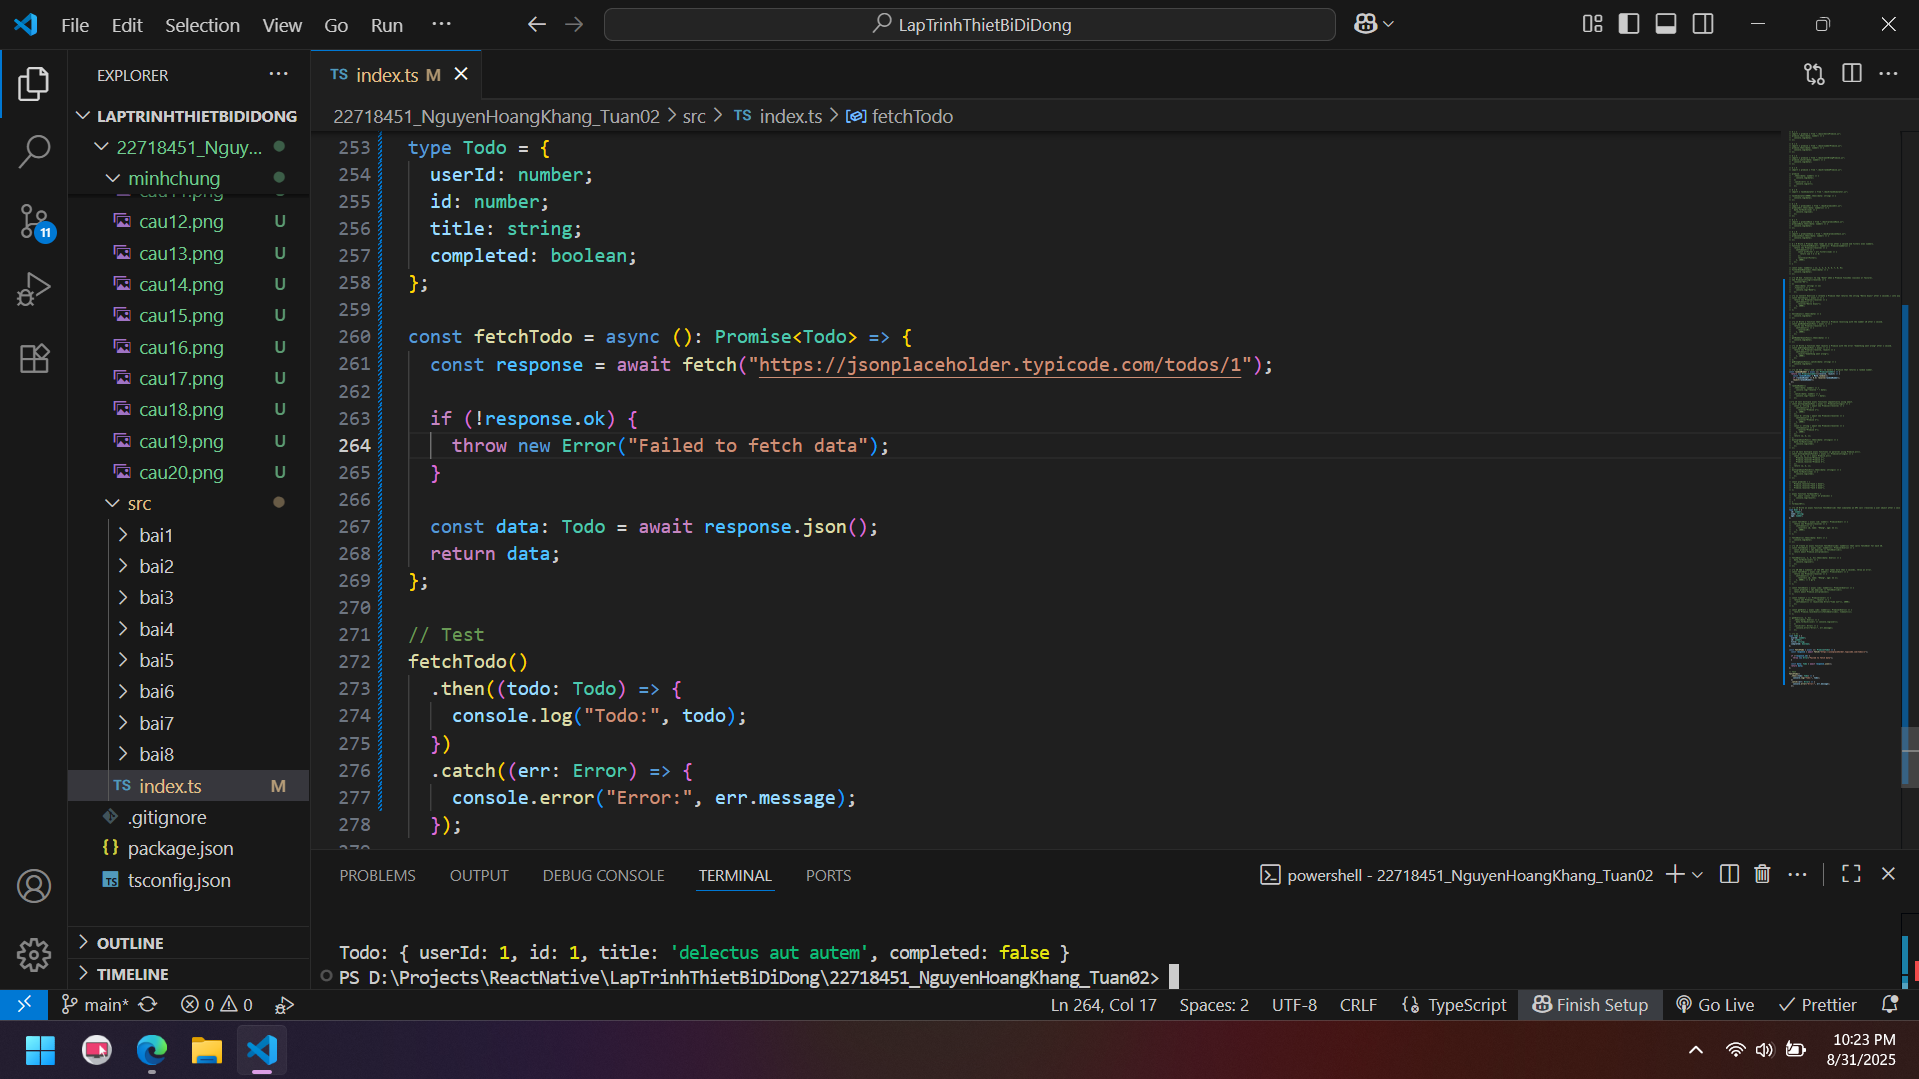 File Edit Selection View Go Run ···
LapTrinhThietBiDiDong
EXPLORER
LAPTRINHTHIETBIDIDONG
22718451_Nguy...
minhchung
cau12.png U
cau13.png U
cau14.png U
cau15.png U
cau16.png U
cau17.png U
cau18.png U
cau19.png U
cau20.png U
src
bai1
bai2
bai3
bai4
bai5
bai6
bai7
bai8
TS index.ts M
.gitignore
{} package.json
TS tsconfig.json
OUTLINE
TIMELINE
11
TS index.ts M
22718451_NguyenHoangKhang_Tuan02 > src > TS index.ts > fetchTodo
253 type Todo = {
254 userId: number;
255 id: number;
256 title: string;
257 completed: boolean;
258 };
259
260 const fetchTodo = async (): Promise<Todo> => {
261 const response = await fetch("https://jsonplaceholder.typicode.com/todos/1");
262
263 if (!response.ok) {
264 throw new Error("Failed to fetch data");
265 }
266
267 const data: Todo = await response.json();
268 return data;
269 };
270
271 // Test
272 fetchTodo()
273 .then((todo: Todo) => {
274 console.log("Todo:", todo);
275 })
276 .catch((err: Error) => {
277 console.error("Error:", err.message);
278 });
PROBLEMS OUTPUT DEBUG CONSOLE TERMINAL PORTS
powershell - 22718451_NguyenHoangKhang_Tuan02
Todo: { userId: 1, id: 1, title: 'delectus aut autem', completed: false }
PS D:\Projects\ReactNative\LapTrinhThietBiDiDong\22718451_NguyenHoangKhang_Tuan02>
main* 0 0
Ln 264, Col 17 Spaces: 2 UTF-8 CRLF {} TypeScript Finish Setup Go Live Prettier
10:23 PM
8/31/2025